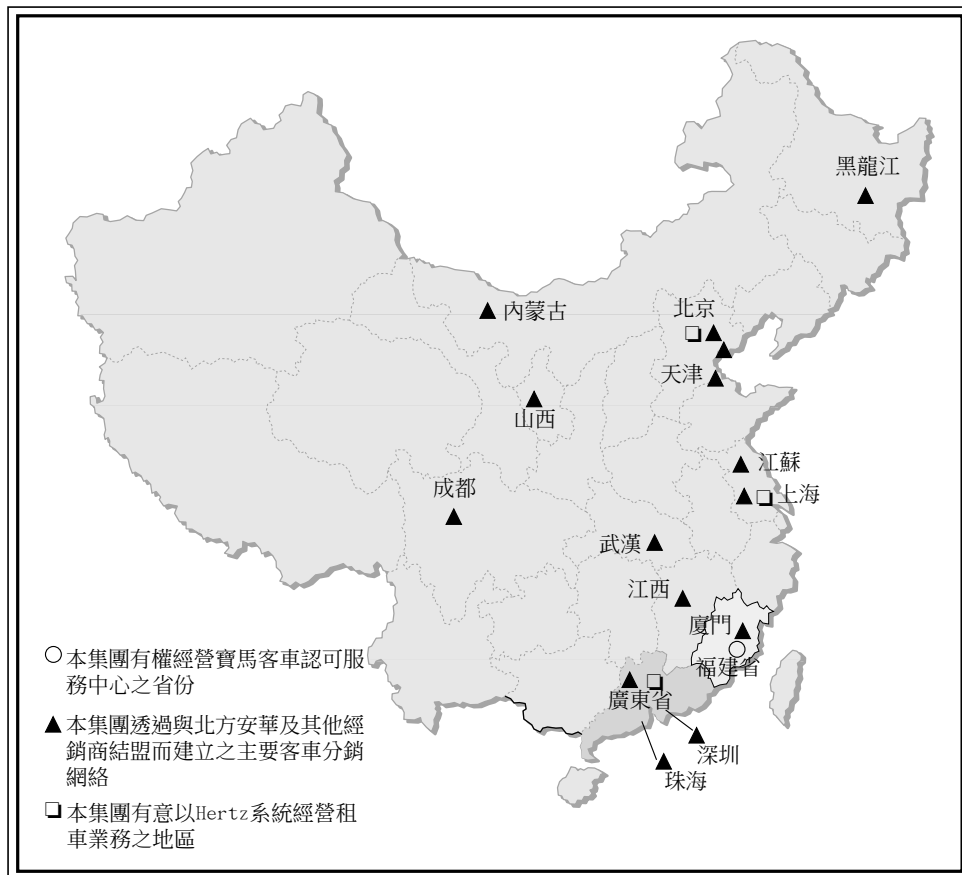 黑龍江
內蒙古
北京
天津
山西
江蘇
成都
上海
武漢
江西
廈門
福建省
廣東省
深圳
珠海
本集團有權經營寶馬客車認可服
務中心之省份
本集團透過與北方安華及其他經
銷商結盟而建立之主要客車分銷
網絡
本集團有意以Hertz系統經營租
車業務之地區